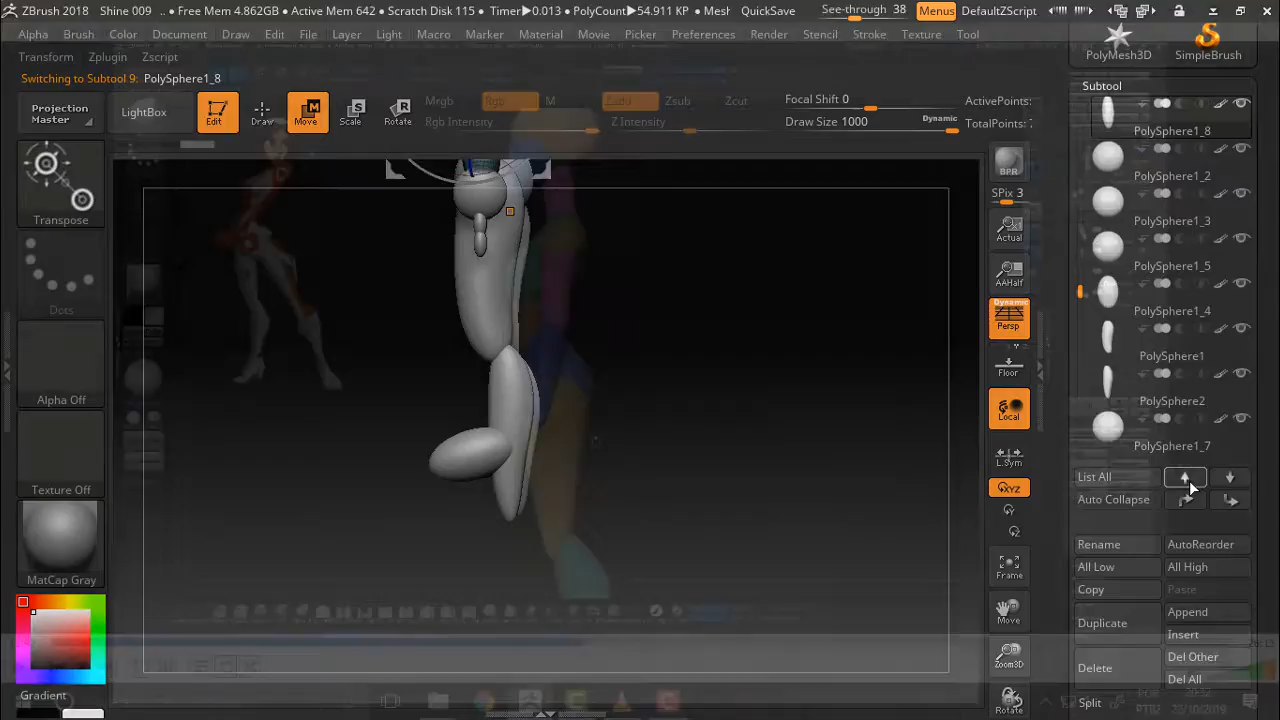 ZBrush 2018 Shine 009 .. • Free Mem 4.862GB • Active Mem 642 • Scratch Disk 115 • Timer▶0.013 • PolyCount▶54.911 KP • Mesh QuickSave See-through 38 Menus DefaultZScript
Alpha Brush Color Document Draw Edit File Layer Light Macro Marker Material Movie Picker Preferences Render Stencil Stroke Texture Tool
Transform Zplugin Zscript
Switching to Subtool 9: PolySphere1_8
Projection Master
LightBox
Edit
Draw
Move
Scale
Rotate
Mrgb Rgb M Zadd Zsub Zcut
Rgb Intensity Z Intensity
Focal Shift 0
Draw Size 1000 Dynamic
ActivePoints:
TotalPoints:
Transpose
Dots
Alpha Off
Texture Off
MatCap Gray
Gradient
BPR
SPix 3
Actual
AAHalf
Dynamic
Persp
Floor
Local
L.Sym
XYZ
Frame
Move
Zoom3D
Rotate
PolyMesh3D SimpleBrush
Subtool
PolySphere1_8
PolySphere1_2
PolySphere1_3
PolySphere1_5
PolySphere1_4
PolySphere1
PolySphere2
PolySphere1_7
List All
Auto Collapse
Rename AutoReorder
All Low All High
Copy Paste
Duplicate Append
Insert
Delete Del Other
Del All
Split